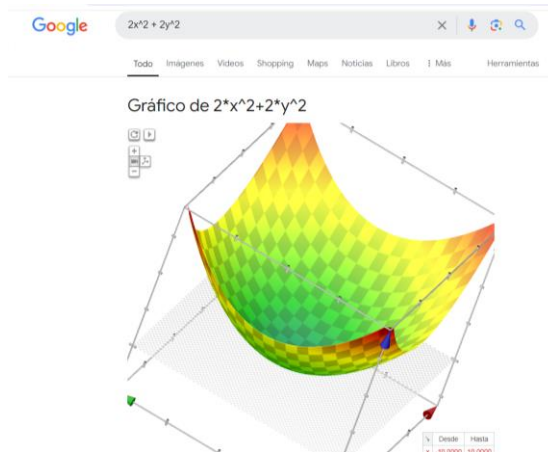 Google
2x^2 + 2y^2
Todo Imágenes Videos Shopping Maps Noticias Libros Más Herramientas
Gráfico de 2*x^2+2*y^2
Desde Hasta